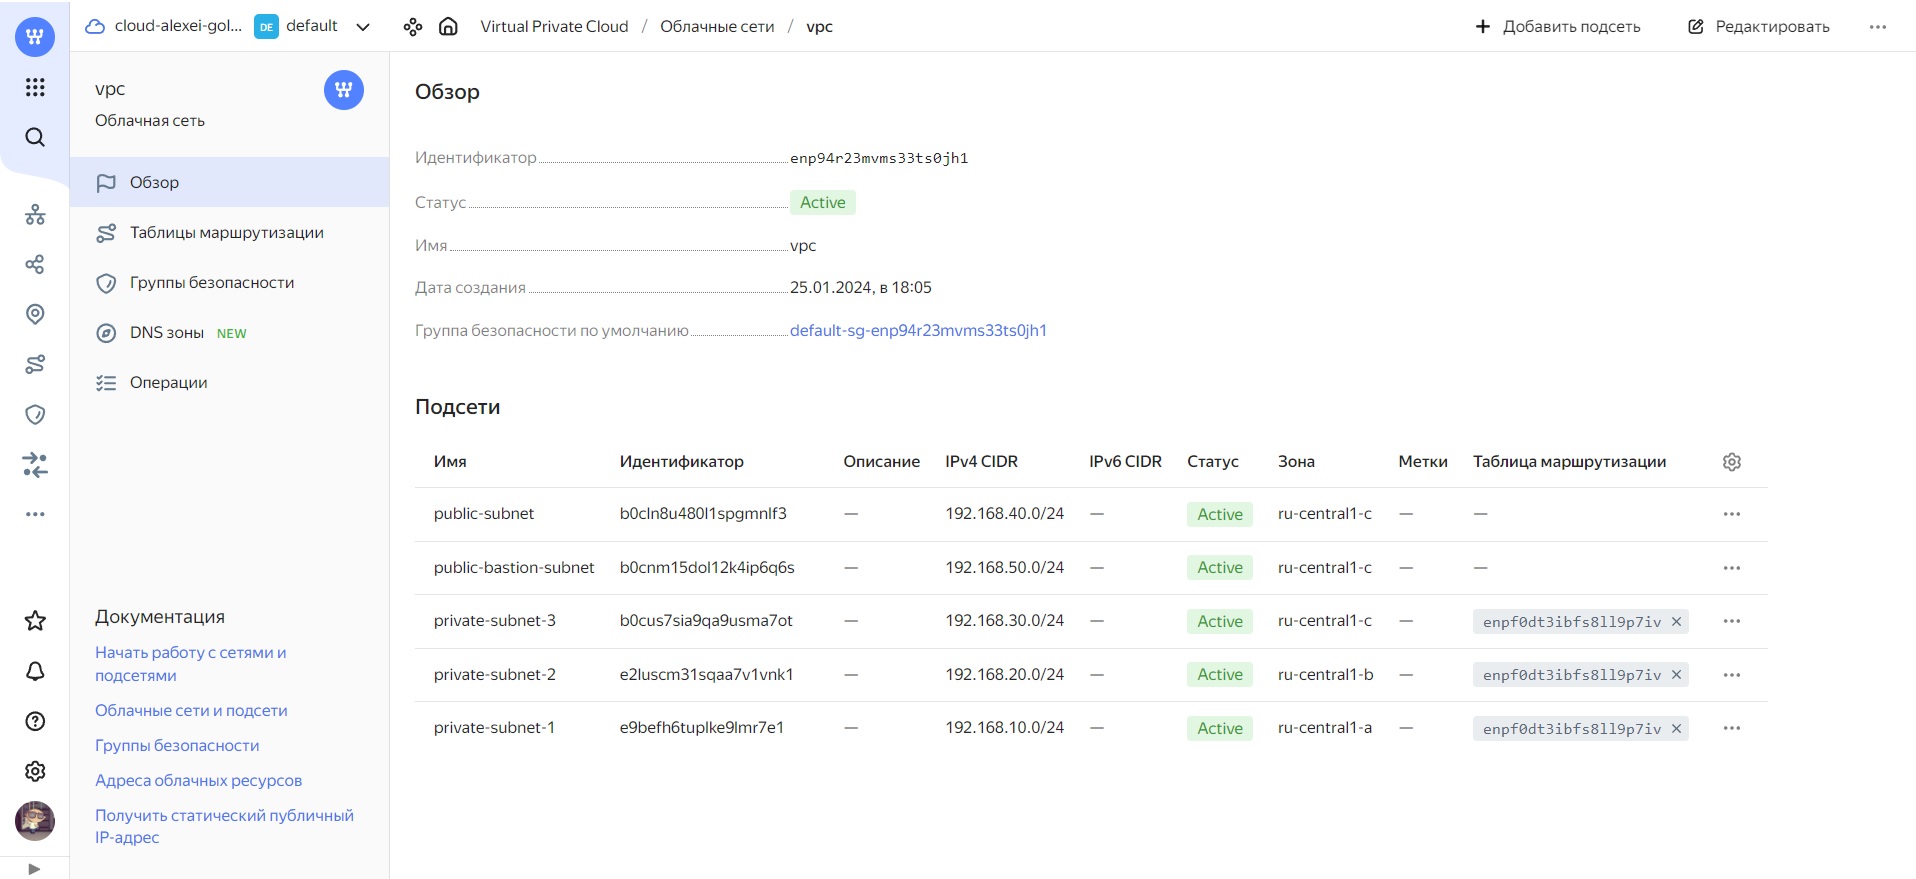 cloud-alexei-gol... DE default Virtual Private Cloud / Облачные сети / vpc Добавить подсеть Редактировать
vpc
Облачная сеть
Обзор
Таблицы маршрутизации
Группы безопасности
DNS зоны NEW
Операции
Документация
Начать работу с сетями и
подсетями
Облачные сети и подсети
Группы безопасности
Адреса облачных ресурсов
Получить статический публичный
IP-адрес
Обзор
Идентификатор enp94r23mvms33ts0jh1
Статус Active
Имя vpc
Дата создания 25.01.2024, в 18:05
Группа безопасности по умолчанию default-sg-enp94r23mvms33ts0jh1
Подсети
Имя Идентификатор Описание IPv4 CIDR IPv6 CIDR Статус Зона Метки Таблица маршрутизации
public-subnet b0cln8u480l1spgmnlf3 — 192.168.40.0/24 — Active ru-central1-c — —
public-bastion-subnet b0cnm15dol12k4ip6q6s — 192.168.50.0/24 — Active ru-central1-c — —
private-subnet-3 b0cus7sia9qa9usma7ot — 192.168.30.0/24 — Active ru-central1-c — enpf0dt3ibfs8ll9p7iv
private-subnet-2 e2luscm31sqaa7v1vnk1 — 192.168.20.0/24 — Active ru-central1-b — enpf0dt3ibfs8ll9p7iv
private-subnet-1 e9befh6tuplke9lmr7e1 — 192.168.10.0/24 — Active ru-central1-a — enpf0dt3ibfs8ll9p7iv